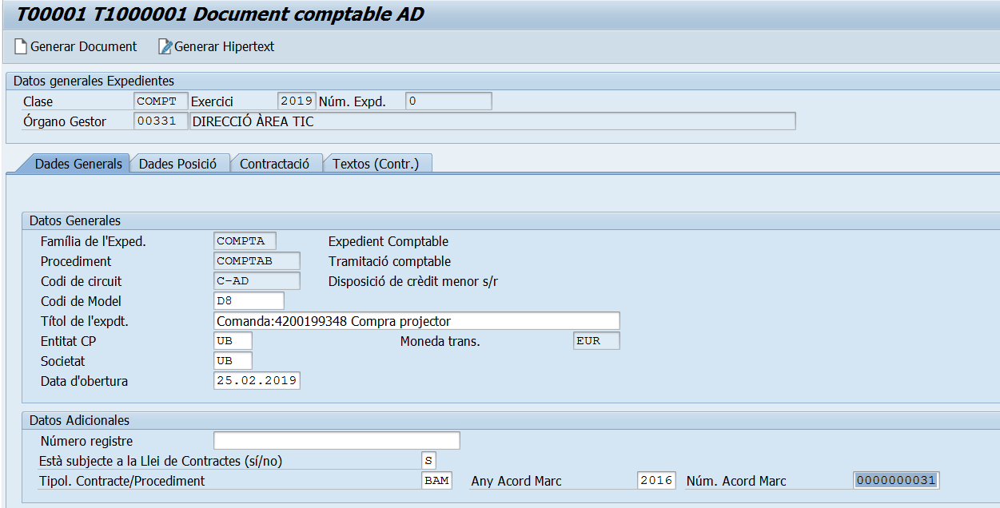 T00001 T1000001 Document comptable AD
Generar Document Generar Hipertext
Datos generales Expedientes
Clase COMPT Exercici 2019 Núm. Expd. 0
Órgano Gestor 00331 DIRECCIÓ ÀREA TIC
Dades Generals Dades Posició Contractació Textos (Contr.)
Datos Generales
Família de l'Exped. COMPTA Expedient Comptable
Procediment COMPTAB Tramitació comptable
Codi de circuit C-AD Disposició de crèdit menor s/r
Codi de Model D8
Títol de l'expdt. Comanda:4200199348 Compra projector
Entitat CP UB Moneda trans. EUR
Societat UB
Data d'obertura 25.02.2019
Datos Adicionales
Número registre
Està subjecte a la Llei de Contractes (sí/no) S
Tipol. Contracte/Procediment BAM Any Acord Marc 2016 Núm. Acord Marc 0000000031